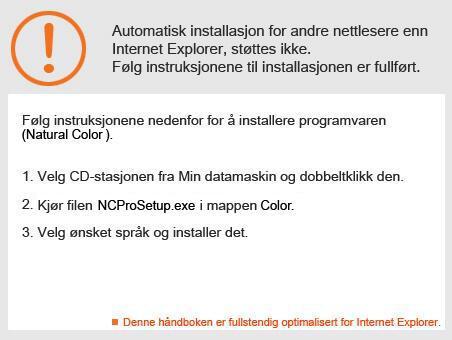 Automatisk installasjon for andre nettlesere enn
Internet Explorer, støttes ikke.
Følg instruksjonene til installasjonen er fullført.
Følg instruksjonene nedenfor for å installere programvaren
(Natural Color ).
1. Velg CD-stasjonen fra Min datamaskin og dobbeltklikk den.
2. Kjør filen NCProSetup.exe i mappen Color.
3. Velg ønsket språk og installer det.
Denne håndboken er fullstendig optimalisert for Internet Explorer.